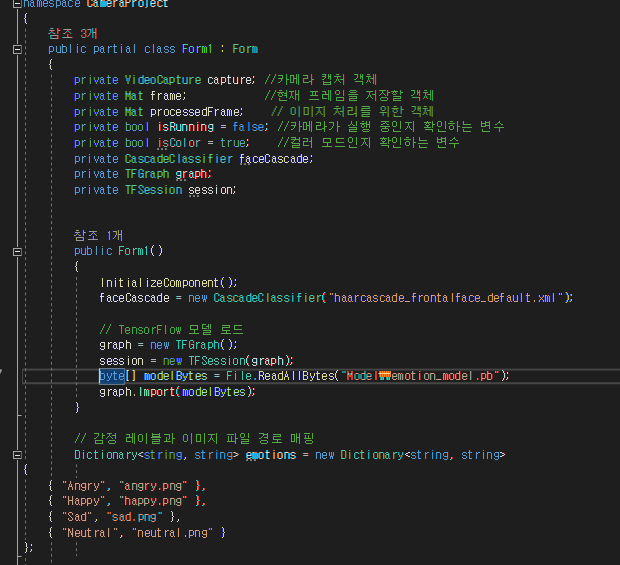 namespace CameraProject
{
참조 3개
public partial class Form1 : Form
{
private VideoCapture capture; //카메라 캡처 객체
private Mat frame; //현재 프레임을 저장할 객체
private Mat processedFrame; // 이미지 처리를 위한 객체
private bool isRunning = false; //카메라가 실행 중인지 확인하는 변수
private bool isColor = true; //컬러 모드인지 확인하는 변수
private CascadeClassifier faceCascade;
private TFGraph graph;
private TFSession session;
참조 1개
public Form1()
{
InitializeComponent();
faceCascade = new CascadeClassifier("haarcascade_frontalface_default.xml");
// TensorFlow 모델 로드
graph = new TFGraph();
session = new TFSession(graph);
byte[] modelBytes = File.ReadAllBytes("Model₩₩emotion_model.pb");
graph.Import(modelBytes);
}
// 감정 레이블과 이미지 파일 경로 매핑
Dictionary<string, string> emotions = new Dictionary<string, string>
{
{ "Angry", "angry.png" },
{ "Happy", "happy.png" },
{ "Sad", "sad.png" },
{ "Neutral", "neutral.png" }
};